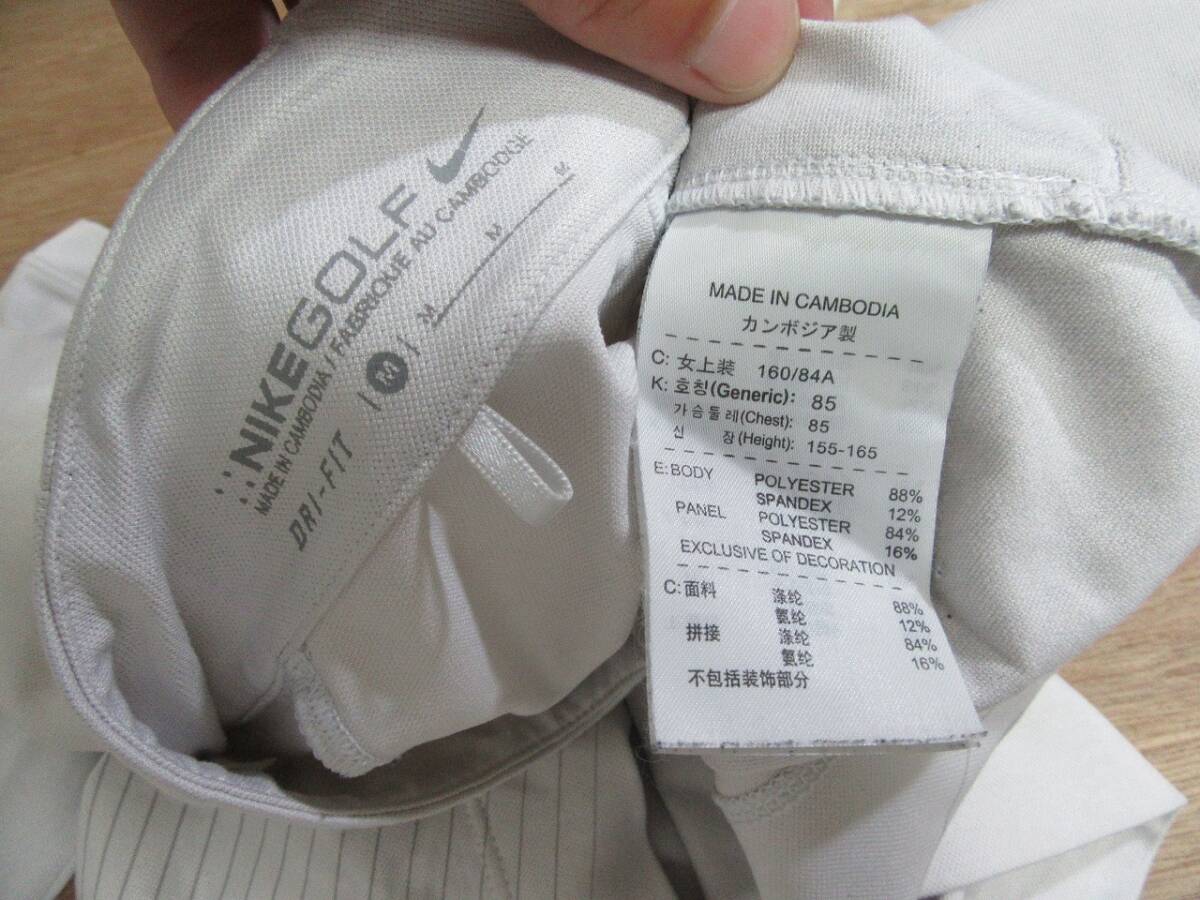 NIKEGOLF
MADE IN CAMBODIA / FABRIQUE AU CAMBODGE
DRI-FIT
M
M
M
M
MADE IN CAMBODIA
カンボジア製
C: 女上装 160/84A
K: 호칭(Generic): 85
가슴둘레(Chest): 85
신 장(Height): 155-165
E: BODY POLYESTER 88%
SPANDEX 12%
PANEL POLYESTER 84%
SPANDEX 16%
EXCLUSIVE OF DECORATION
C: 面料 涤纶 88%
氨纶 12%
拼接 涤纶 84%
氨纶 16%
不包括装饰部分